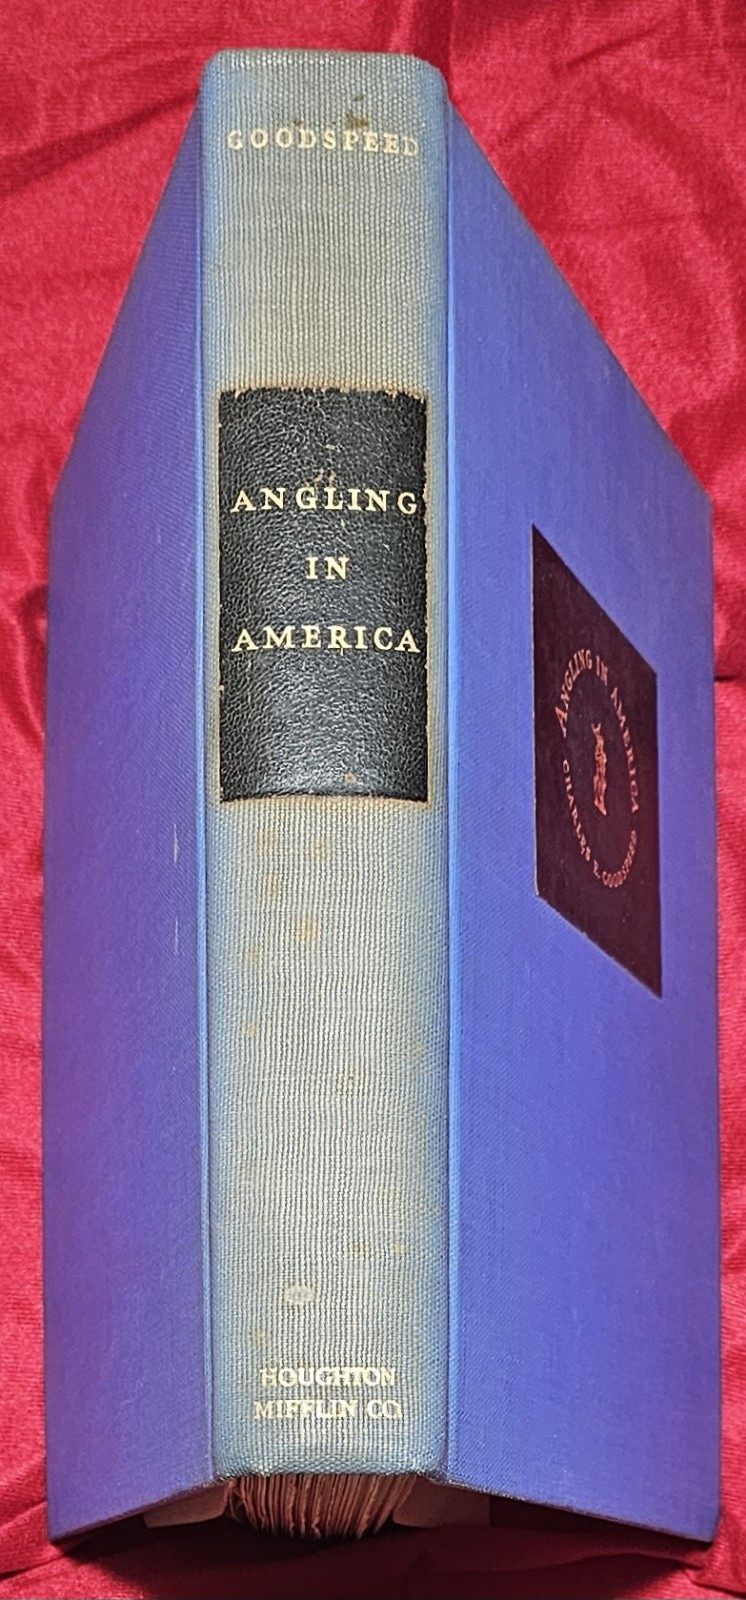 GOODSPEED
ANGLING
IN
AMERICA
HOUGHTON
MIFFLIN CO.
ANGLING IN AMERICA
CHARLES E. GOODSPEED